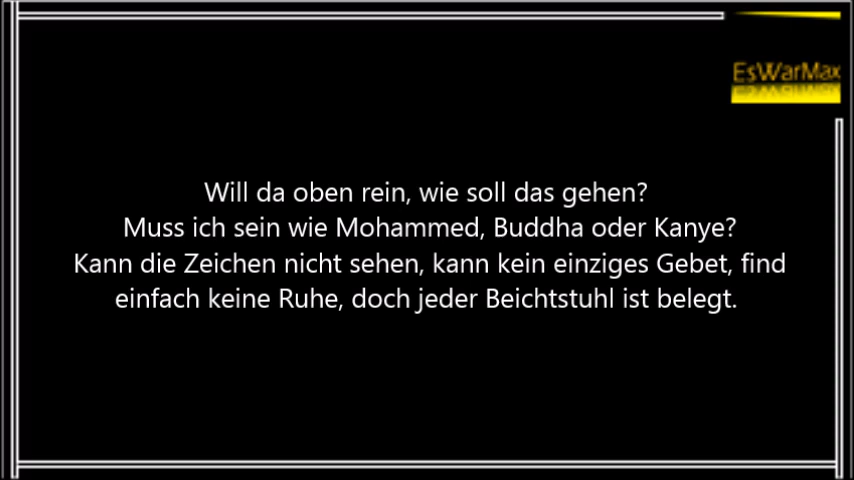 EsWarMax
Will da oben rein, wie soll das gehen?
Muss ich sein wie Mohammed, Buddha oder Kanye?
Kann die Zeichen nicht sehen, kann kein einziges Gebet, find
einfach keine Ruhe, doch jeder Beichtstuhl ist belegt.